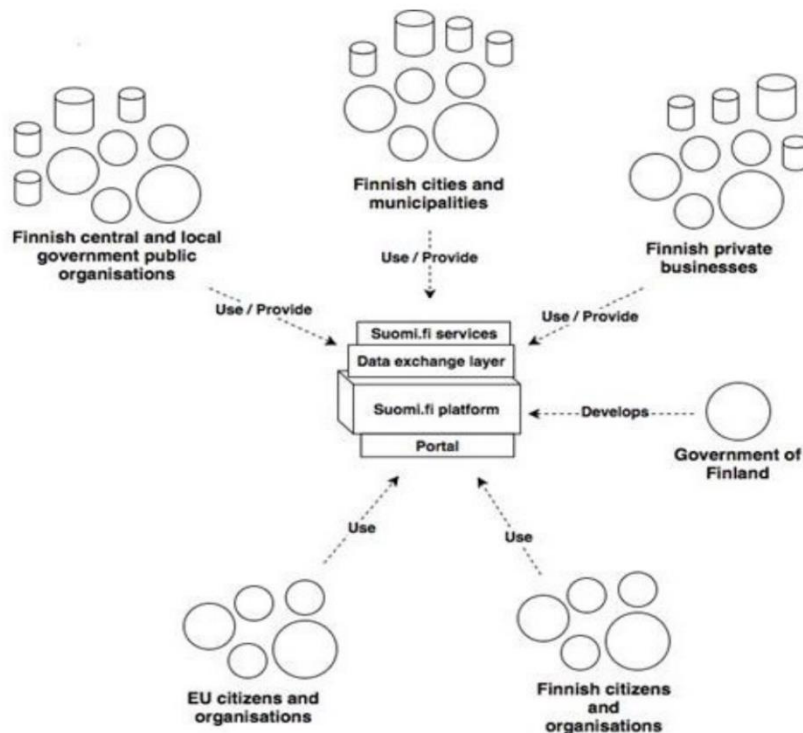 Finnish cities and
municipalities
Finnish central and local
government public
organisations
Finnish private
businesses
Use / Provide
Use / Provide
Use / Provide
Suomi.fi services
Data exchange layer
Suomi.fi platform
Portal
Develops
Government of
Finland
Use
Use
EU citizens and
organisations
Finnish citizens
and
organisations